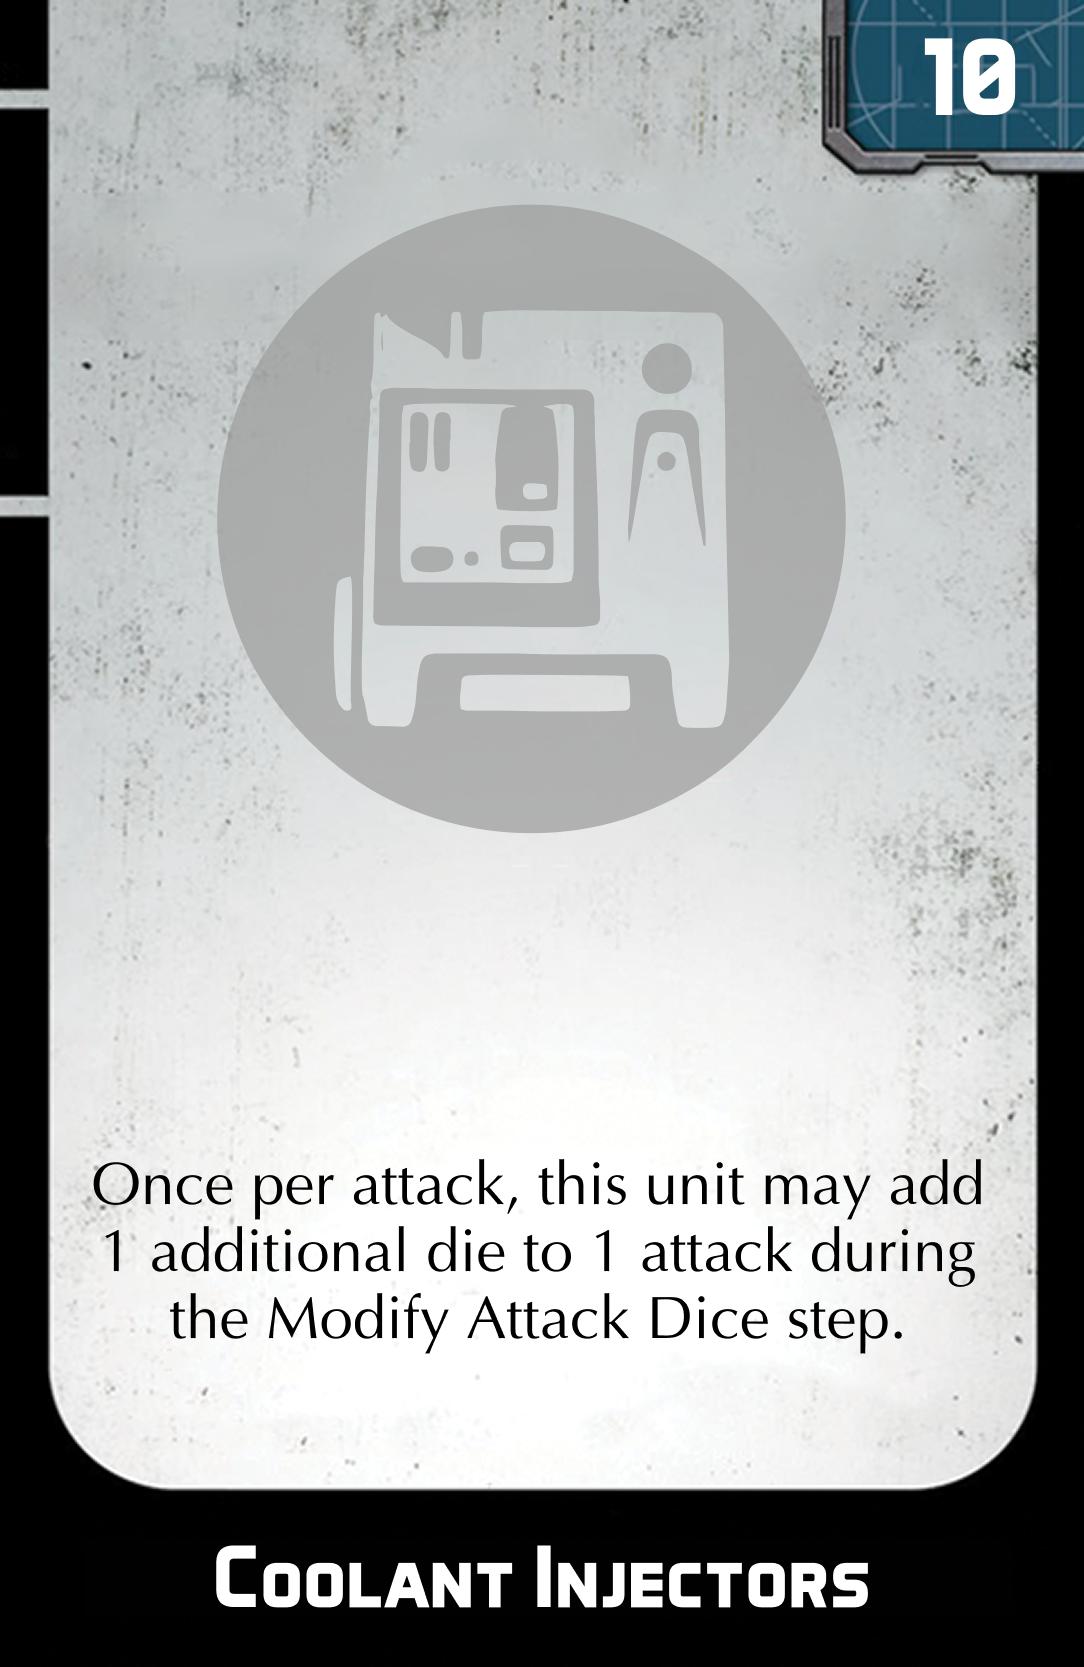 10
Once per attack, this unit may add
1 additional die to 1 attack during
the Modify Attack Dice step.
Coolant Injectors